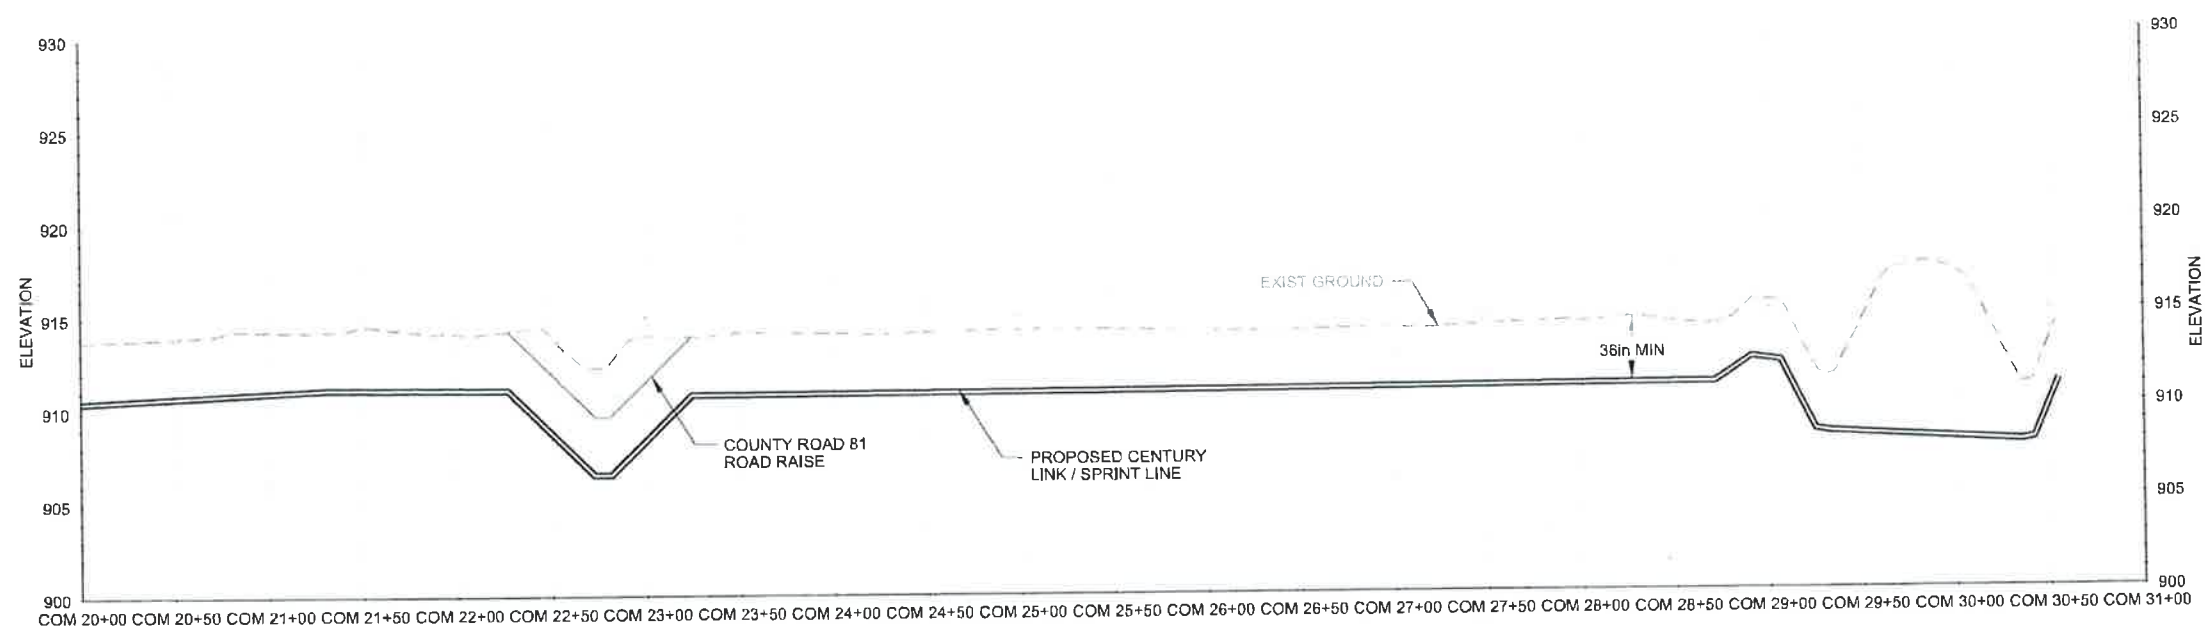 930
925
920
915
910
905
900
ELEVATION
EXIST GROUND
36in MIN
COUNTY ROAD 81
ROAD RAISE
PROPOSED CENTURY
LINK / SPRINT LINE
930
925
920
915
910
905
900
ELEVATION
COM 20+00 COM 20+50 COM 21+00 COM 21+50 COM 22+00 COM 22+50 COM 23+00 COM 23+50 COM 24+00 COM 24+50 COM 25+00 COM 25+50 COM 26+00 COM 26+50 COM 27+00 COM 27+50 COM 28+00 COM 28+50 COM 29+00 COM 29+50 COM 30+00 COM 30+50 COM 31+00